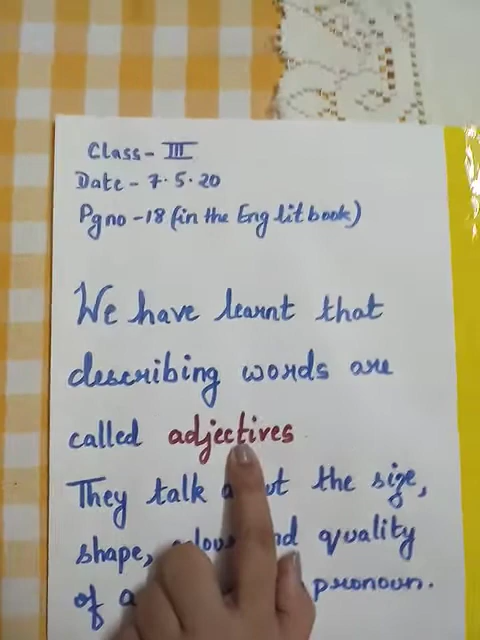 Class - III
Date - 7.5.20
Pg no - 18 (in the Eng lit book)
We have learnt that
describing words are
called adjectives
They talk the size,
shape, quality
of a pronoun.